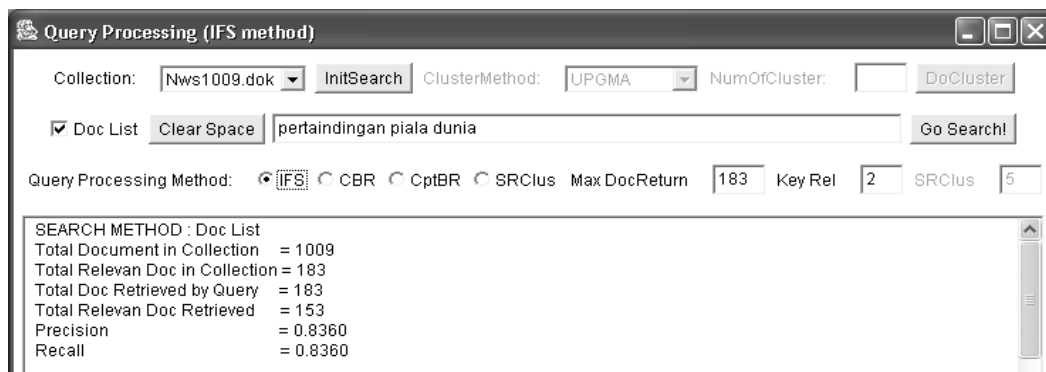 Query Processing (IFS method)
Collection: Nws1009.dok InitSearch ClusterMethod: UPGMA NumOfCluster: DoCluster
Doc List Clear Space pertaindingan piala dunia Go Search!
Query Processing Method: IFS CBR CptBR SRClus Max DocReturn 183 Key Rel 2 SRClus 5
SEARCH METHOD : Doc List
Total Document in Collection = 1009
Total Relevan Doc in Collection = 183
Total Doc Retrieved by Query = 183
Total Relevan Doc Retrieved = 153
Precision = 0.8360
Recall = 0.8360